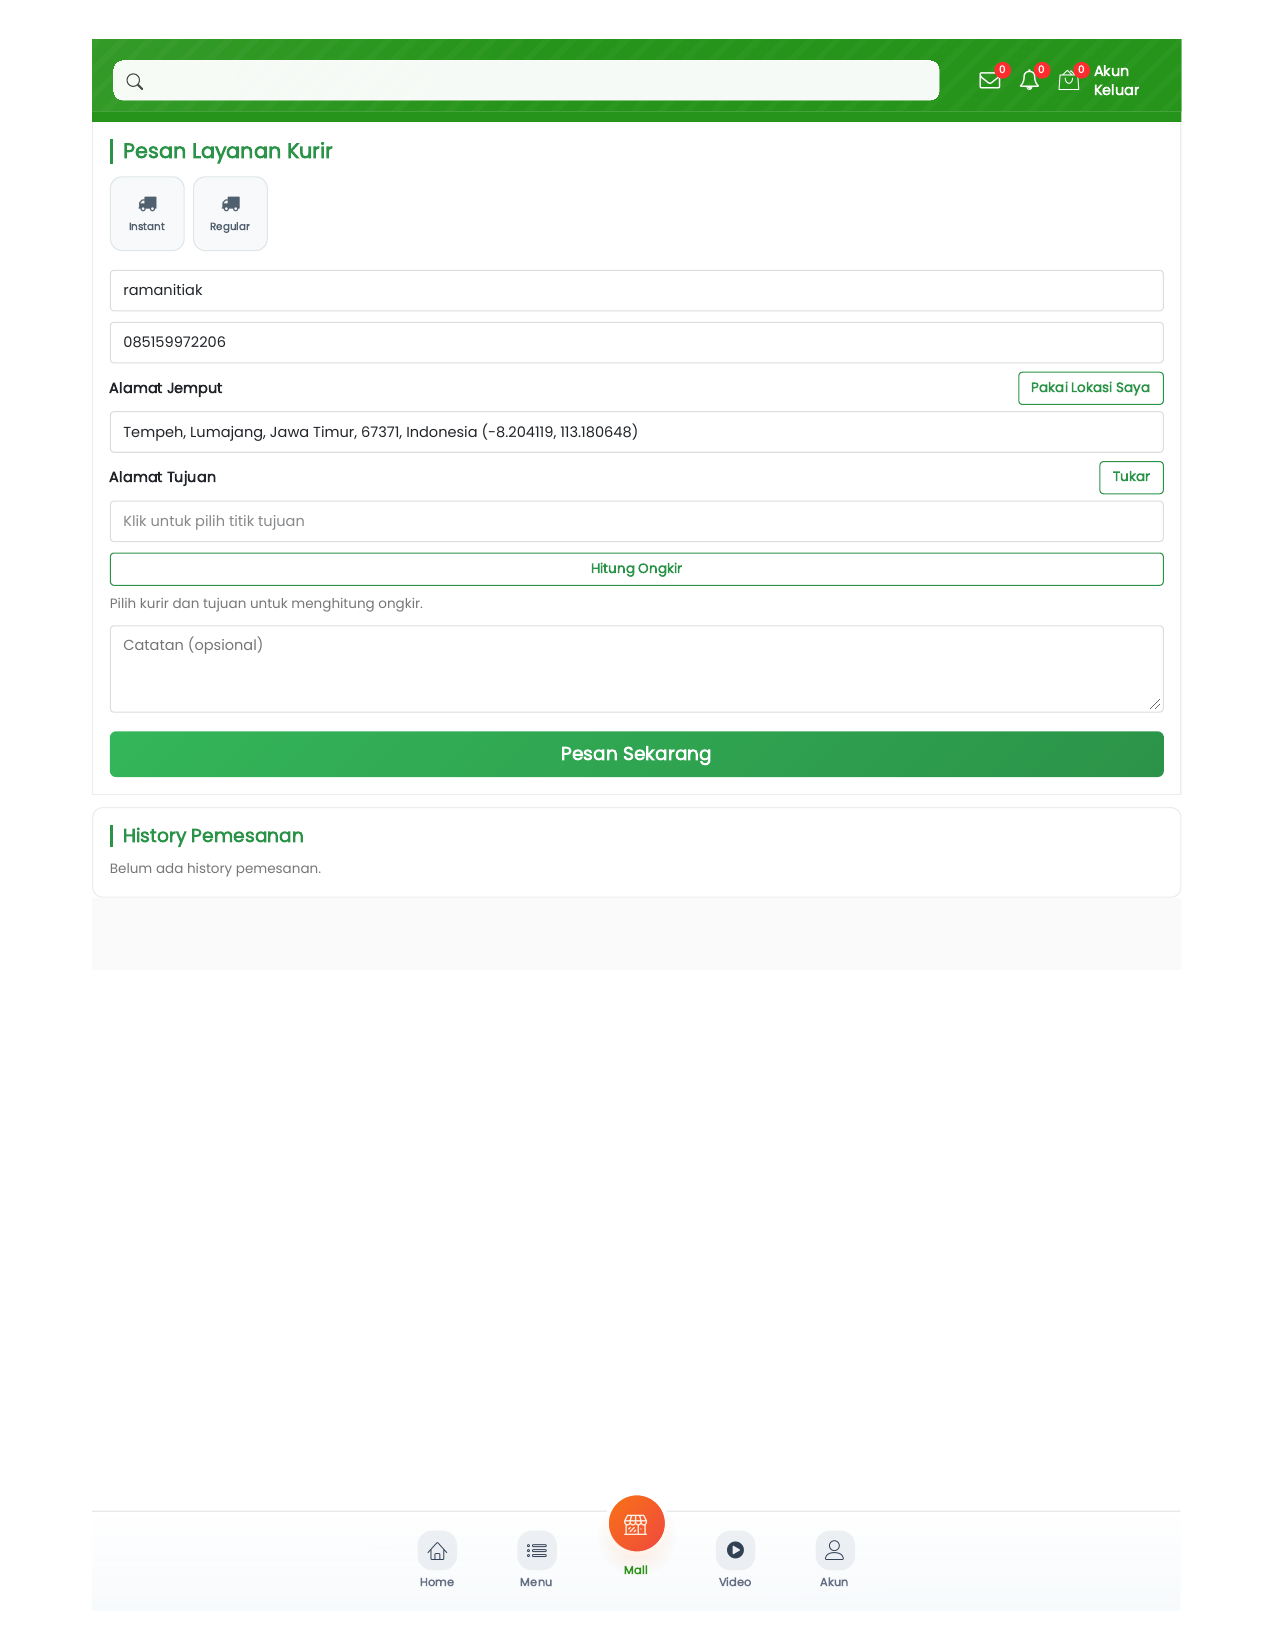 0
0
0
Akun
Keluar
Pesan Layanan Kurir
Instant
Regular
ramanitiak
085159972206
Alamat Jemput
Pakai Lokasi Saya
Tempeh, Lumajang, Jawa Timur, 67371, Indonesia (-8.204119, 113.180648)
Alamat Tujuan
Tukar
Klik untuk pilih titik tujuan
Hitung Ongkir
Pilih kurir dan tujuan untuk menghitung ongkir.
Catatan (opsional)
Pesan Sekarang
History Pemesanan
Belum ada history pemesanan.
Home
Menu
Mall
Video
Akun